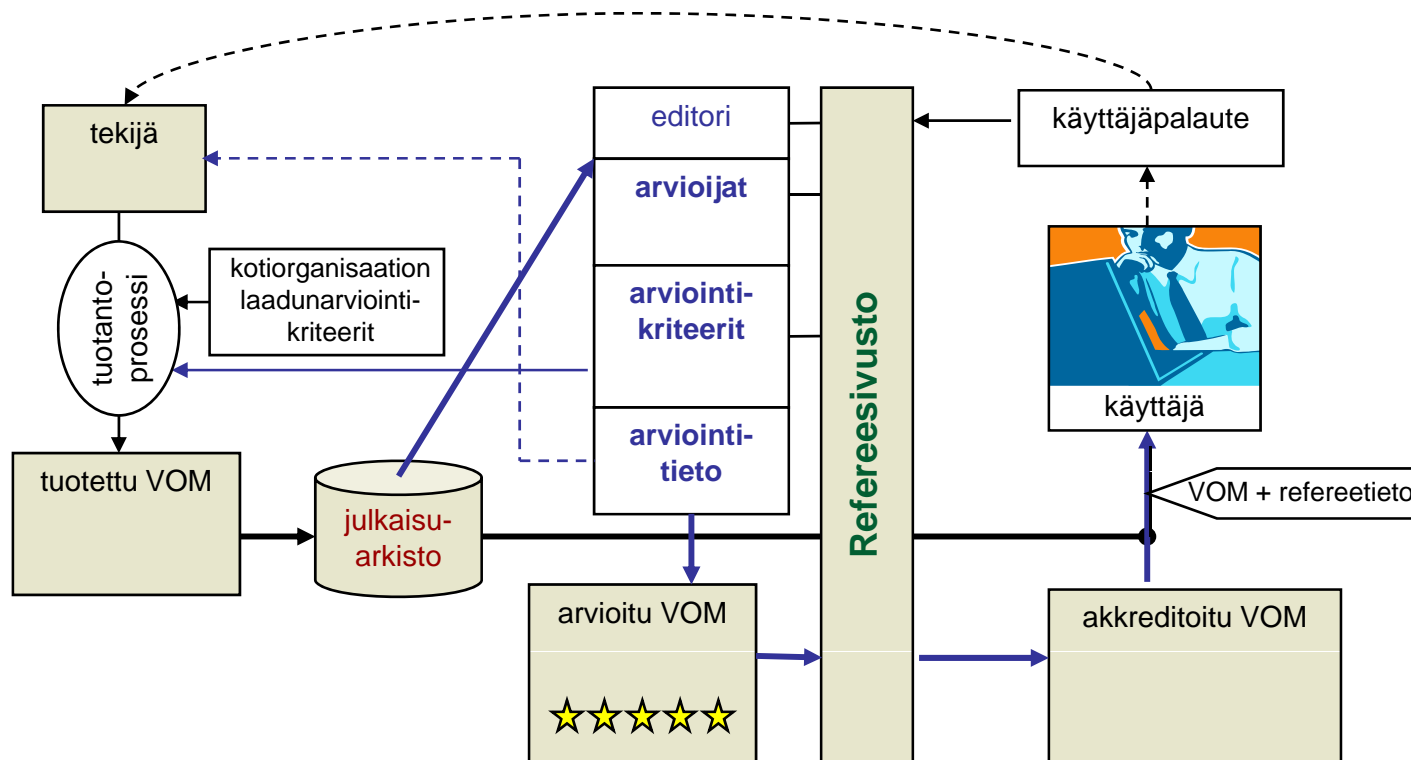 tekijä
editori
käyttäjäpalaute
arvioijat
kotiorganisaation
laadunarviointi-
kriteerit
tuotanto-
prosessi
arviointi-
kriteerit
Refereesivusto
käyttäjä
arviointi-
tieto
tuotettu VOM
julkaisu-
arkisto
VOM + refereetieto
arvioitu VOM
akkreditoitu VOM